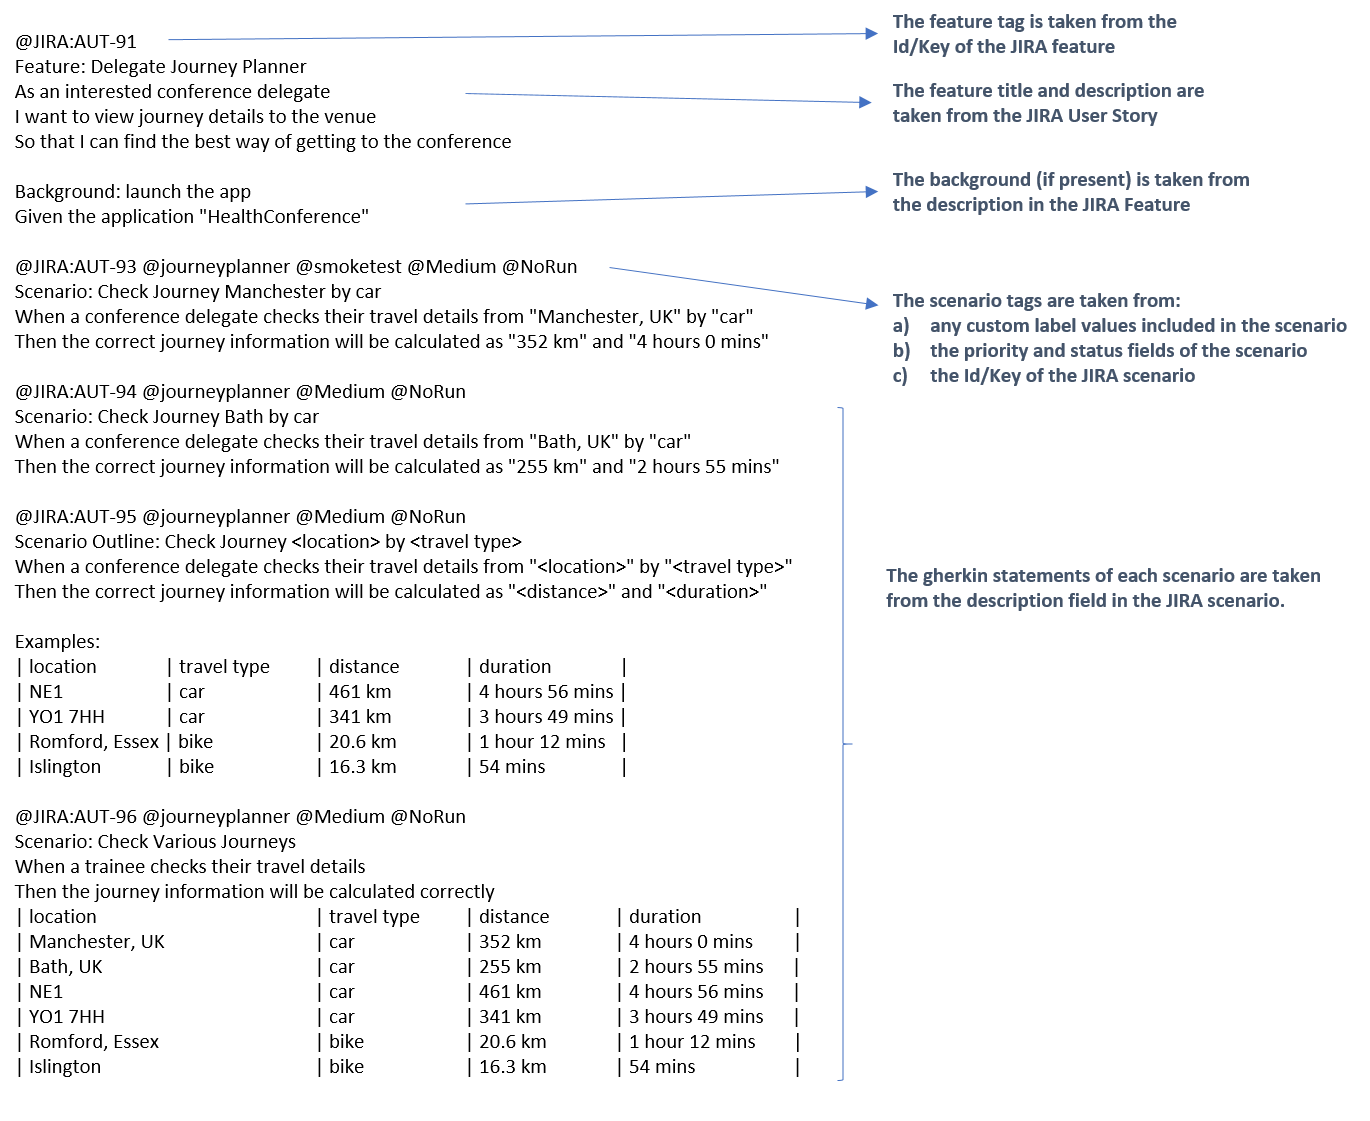 @JIRA:AUT-91
Feature: Delegate Journey Planner
As an interested conference delegate
I want to view journey details to the venue
So that I can find the best way of getting to the conference
Background: launch the app
Given the application "HealthConference"
@JIRA:AUT-93 @journeyplanner @smoketest @Medium @NoRun
Scenario: Check Journey Manchester by car
When a conference delegate checks their travel details from "Manchester, UK" by "car"
Then the correct journey information will be calculated as "352 km" and "4 hours 0 mins"
@JIRA:AUT-94 @journeyplanner @Medium @NoRun
Scenario: Check Journey Bath by car
When a conference delegate checks their travel details from "Bath, UK" by "car"
Then the correct journey information will be calculated as "255 km" and "2 hours 55 mins"
@JIRA:AUT-95 @journeyplanner @Medium @NoRun
Scenario Outline: Check Journey <location> by <travel type>
When a conference delegate checks their travel details from "<location>" by "<travel type>"
Then the correct journey information will be calculated as "<distance>" and "<duration>"
Examples:
| location | travel type | distance | duration |
| NE1 | car | 461 km | 4 hours 56 mins |
| YO1 7HH | car | 341 km | 3 hours 49 mins |
| Romford, Essex | bike | 20.6 km | 1 hour 12 mins |
| Islington | bike | 16.3 km | 54 mins |
@JIRA:AUT-96 @journeyplanner @Medium @NoRun
Scenario: Check Various Journeys
When a trainee checks their travel details
Then the journey information will be calculated correctly
| location | travel type | distance | duration |
| Manchester, UK | car | 352 km | 4 hours 0 mins |
| Bath, UK | car | 255 km | 2 hours 55 mins |
| NE1 | car | 461 km | 4 hours 56 mins |
| YO1 7HH | car | 341 km | 3 hours 49 mins |
| Romford, Essex | bike | 20.6 km | 1 hour 12 mins |
| Islington | bike | 16.3 km | 54 mins |
The feature tag is taken from the
Id/Key of the JIRA feature
The feature title and description are
taken from the JIRA User Story
The background (if present) is taken from
the description in the JIRA Feature
The scenario tags are taken from:
a) any custom label values included in the scenario
b) the priority and status fields of the scenario
c) the Id/Key of the JIRA scenario
The gherkin statements of each scenario are taken
from the description field in the JIRA scenario.